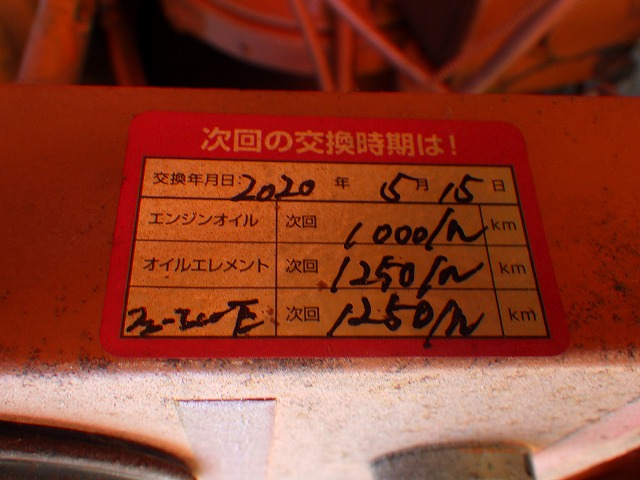 次回の交換時期は!
交換年月日 2020 年 5月 15 日
エンジンオイル 次回 1000/h km
オイルエレメント 次回 1250/h km
次回 1250/h km